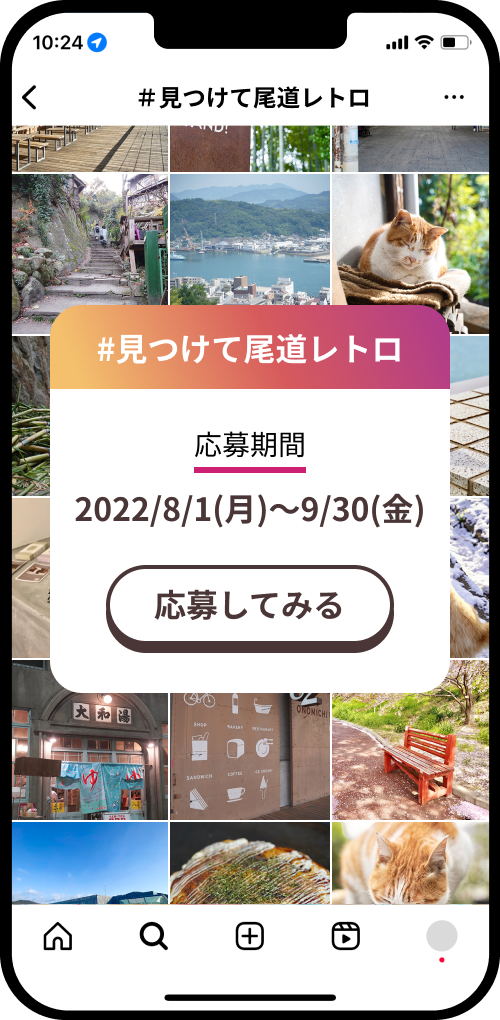 10:24
#見つけて尾道レトロ
AND!
#見つけて尾道レトロ
応募期間
2022/8/1(月)〜9/30(金)
応募してみる
大和湯
ゆ
SHOP
BAKERY
RESTAURANT
SANDWICH
COFFEE
ICE CREAM
U2
ONOMICHI